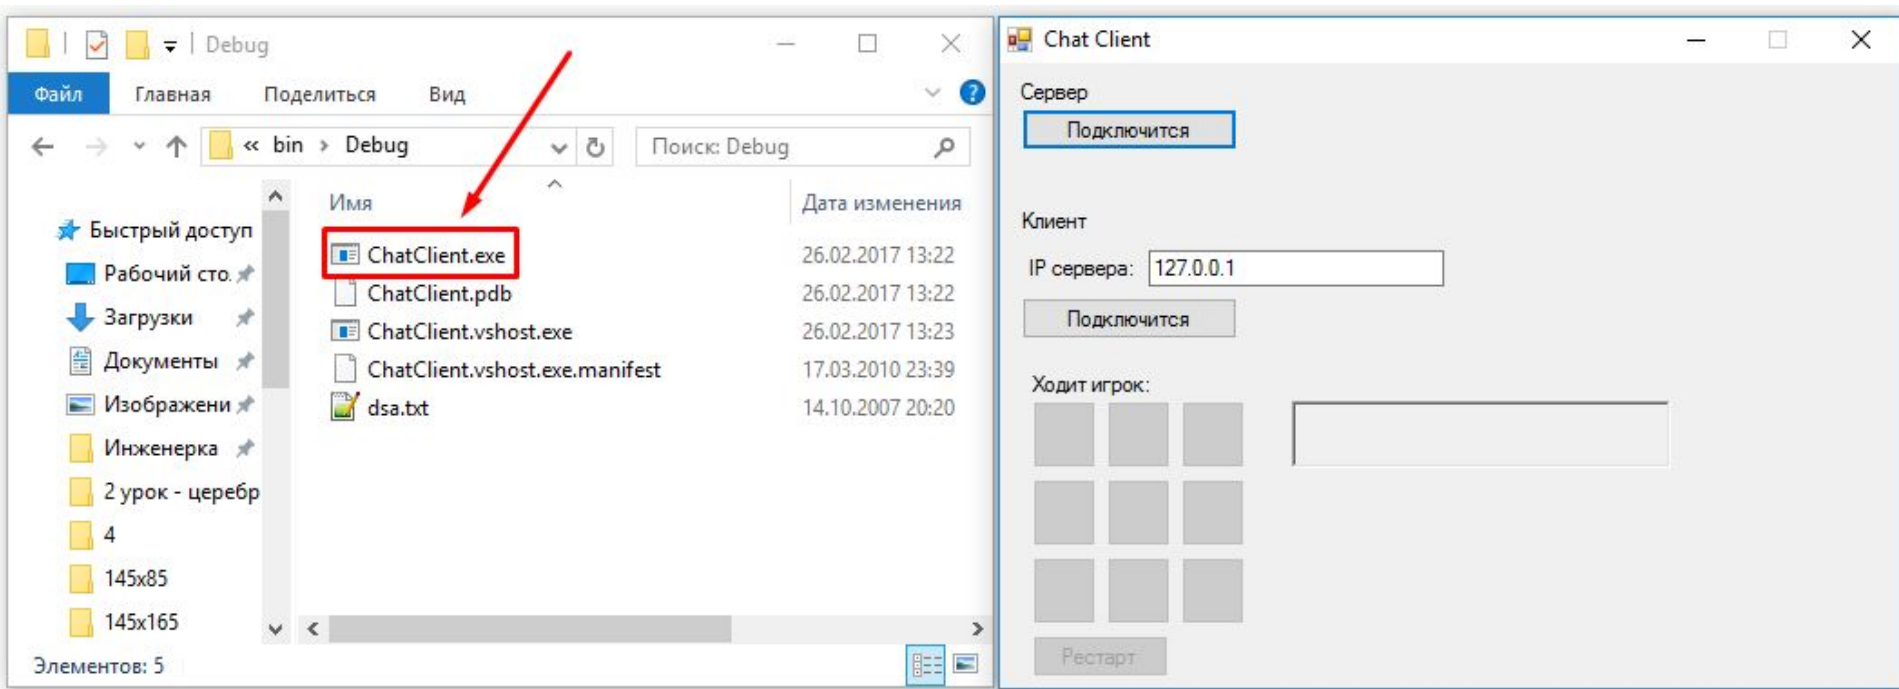 Debug
Файл Главная Поделиться Вид
« bin › Debug Поиск: Debug
Имя Дата изменения
Быстрый доступ
Рабочий сто.
Загрузки
Документы
Изображени
Инженерка
2 урок - церебр
4
145x85
145x165
ChatClient.exe 26.02.2017 13:22
ChatClient.pdb 26.02.2017 13:22
ChatClient.vshost.exe 26.02.2017 13:23
ChatClient.vshost.exe.manifest 17.03.2010 23:39
dsa.txt 14.10.2007 20:20
Элементов: 5
Chat Client
Сервер
Подключится
Клиент
IP сервера: 127.0.0.1
Подключится
Ходит игрок:
Рестарт